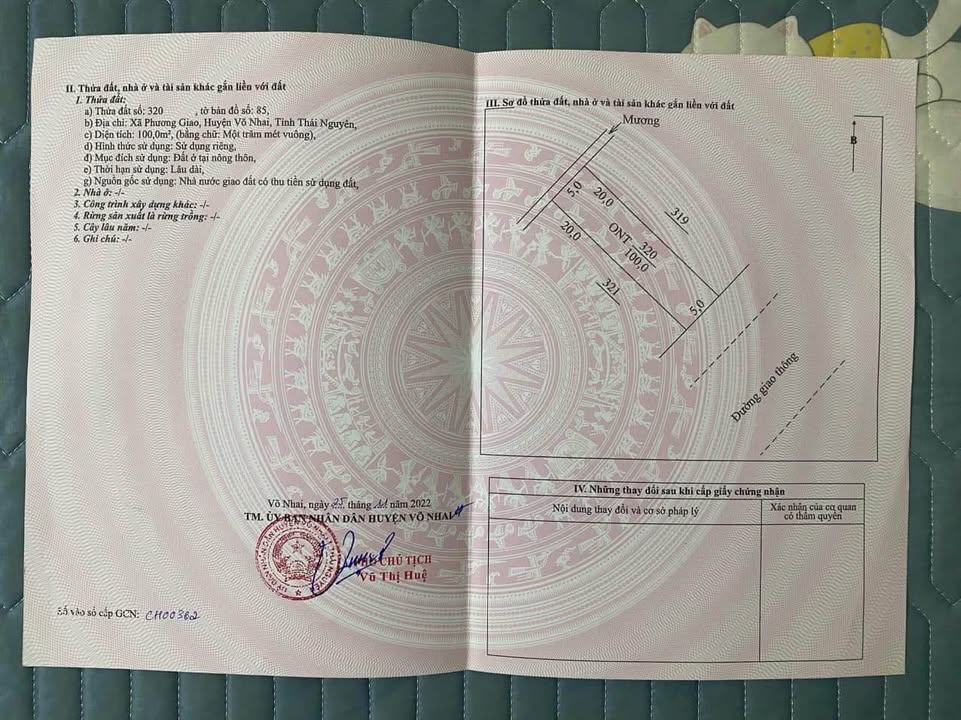 II. Thửa đất, nhà ở và tài sản khác gắn liền với đất
1. Thửa đất:
a) Thửa đất số: 320 , tờ bản đồ số: 85,
b) Địa chỉ: Xã Phương Giao, Huyện Võ Nhai, Tỉnh Thái Nguyên,
c) Diện tích: 100,0m², (bằng chữ: Một trăm mét vuông),
d) Hình thức sử dụng: Sử dụng riêng,
đ) Mục đích sử dụng: Đất ở tại nông thôn,
e) Thời hạn sử dụng: Lâu dài,
g) Nguồn gốc sử dụng: Nhà nước giao đất có thu tiền sử dụng đất,
2. Nhà ở: -/-
3. Công trình xây dựng khác: -/-
4. Rừng sản xuất là rừng trồng: -/-
5. Cây lâu năm: -/-
6. Ghi chú: -/-
Võ Nhai, ngày 25 tháng năm 2022
TM. ỦY BAN NHÂN DÂN HUYỆN VÕ NHAI
CHỦ TỊCH
Võ Thị Huệ
Số vào sổ cấp GCN: CH00362
III. Sơ đồ thửa đất, nhà ở và tài sản khác gắn liền với đất
Mương
B
5,0
20,0
319
ONT 320
100,0
20,0
321
5,0
Đường giao thông
IV. Những thay đổi sau khi cấp giấy chứng nhận
Nội dung thay đổi và cơ sở pháp lý
Xác nhận của cơ quan
có thẩm quyền